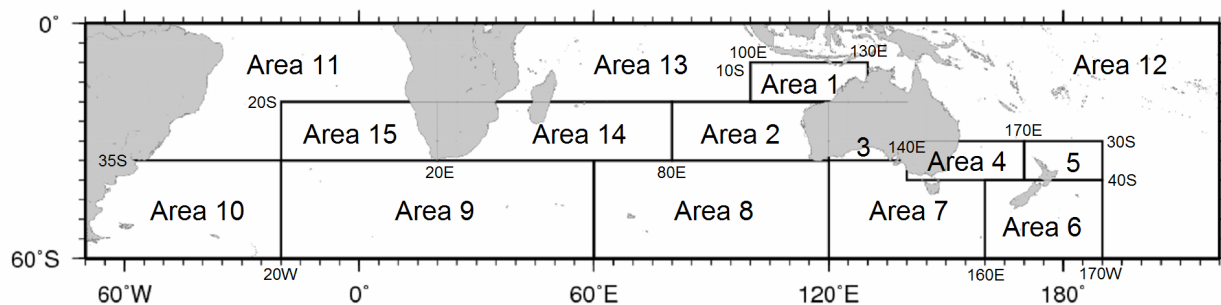 0°
Area 11
Area 13
100E
130E
Area 12
10S
Area 1
20S
Area 15
Area 14
Area 2
3
140E
170E
30S
35S
20E
80E
Area 4
5
40S
Area 10
Area 9
Area 8
Area 7
Area 6
60°S
20W
160E
170W
60°W
0°
60°E
120°E
180°